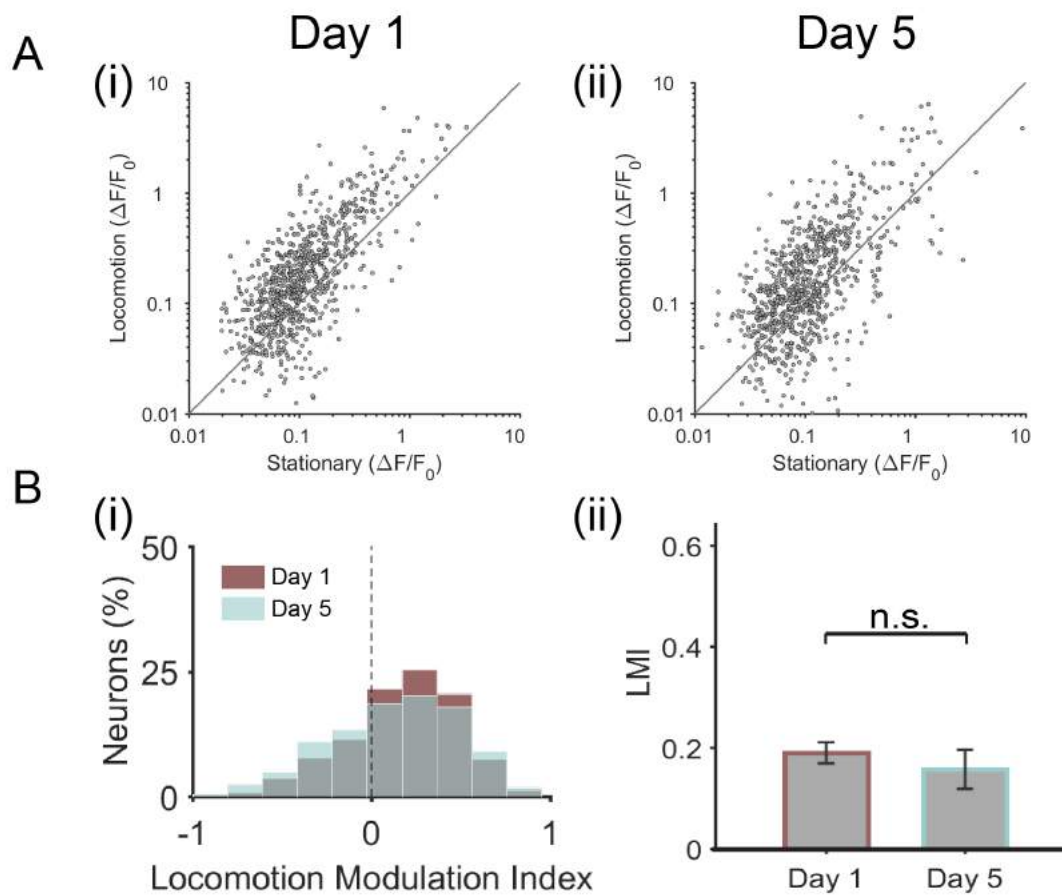 Day 1
Day 5
A
(i)
(ii)
10
1
0.1
0.01
Locomotion (ΔF/F0)
0.01
0.1
1
10
Stationary (ΔF/F0)
10
1
0.1
0.01
Locomotion (ΔF/F0)
0.01
0.1
1
10
Stationary (ΔF/F0)
B
(i)
50
25
0
Neurons (%)
Day 1
Day 5
-1
0
1
Locomotion Modulation Index
(ii)
0.6
0.4
0.2
0
LMI
n.s.
Day 1
Day 5